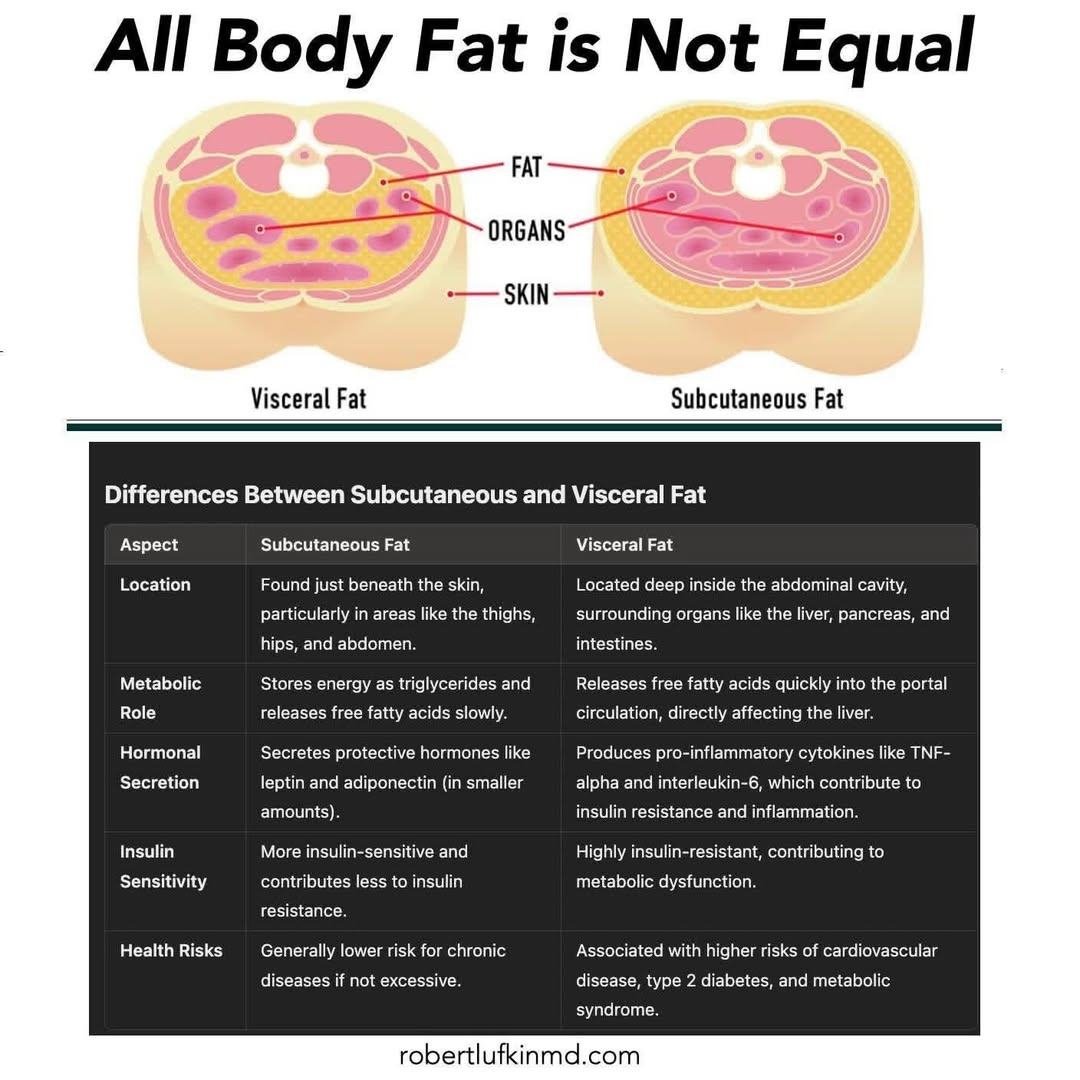 All Body Fat is Not Equal
FAT
ORGANS
SKIN
Visceral Fat
Subcutaneous Fat
Differences Between Subcutaneous and Visceral Fat
Aspect
Subcutaneous Fat
Visceral Fat
Location
Found just beneath the skin,
particularly in areas like the thighs,
hips, and abdomen.
Located deep inside the abdominal cavity,
surrounding organs like the liver, pancreas, and
intestines.
Metabolic
Role
Stores energy as triglycerides and
releases free fatty acids slowly.
Releases free fatty acids quickly into the portal
circulation, directly affecting the liver.
Hormonal
Secretion
Secretes protective hormones like
leptin and adiponectin (in smaller
amounts).
Produces pro-inflammatory cytokines like TNF-
alpha and interleukin-6, which contribute to
insulin resistance and inflammation.
Insulin
Sensitivity
More insulin-sensitive and
contributes less to insulin
resistance.
Highly insulin-resistant, contributing to
metabolic dysfunction.
Health Risks
Generally lower risk for chronic
diseases if not excessive.
Associated with higher risks of cardiovascular
disease, type 2 diabetes, and metabolic
syndrome.
robertlufkinmd.com